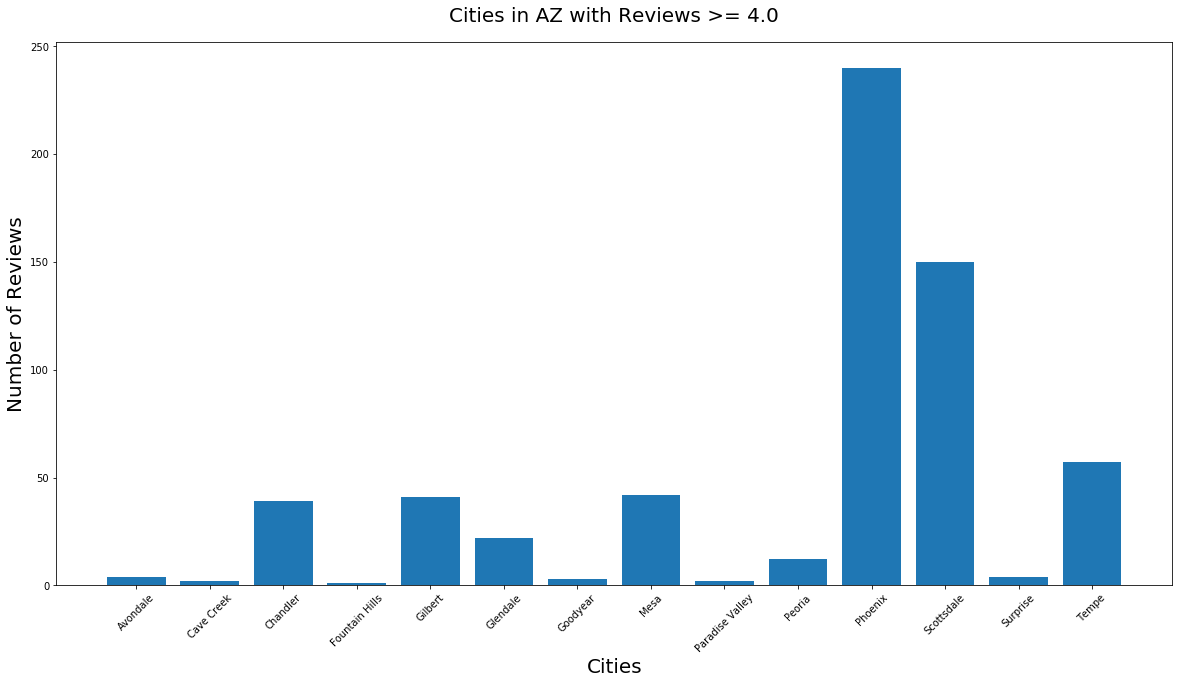 Cities in AZ with Reviews >= 4.0
250
200
150
100
50
0
Number of Reviews
Avondale
Cave Creek
Chandler
Fountain Hills
Gilbert
Glendale
Goodyear
Mesa
Paradise Valley
Peoria
Phoenix
Scottsdale
Surprise
Tempe
Cities